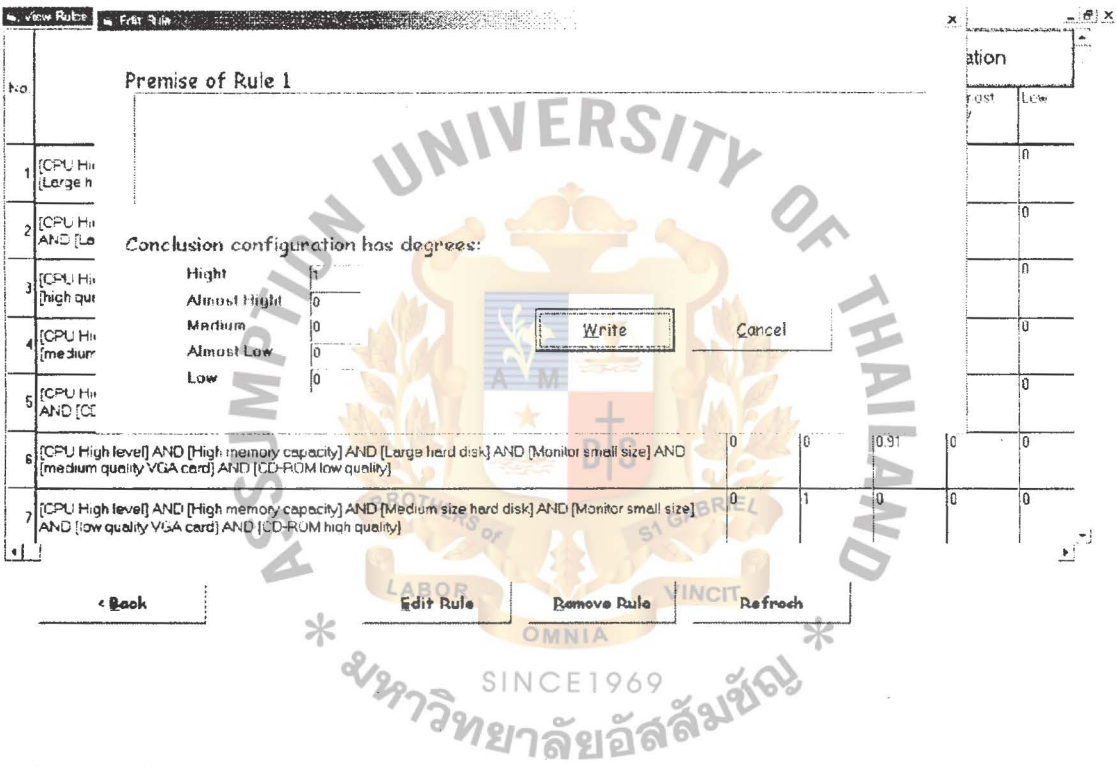 View Rules
Edit Rule
No.
ation
Low
Premise of Rule 1
1 [CPU Hi
[Large h
0
2 [CPU Hi
AND [La
0
3 [CPU Hi
[high qua
0
4 [CPU Hi
[medium
0
5 [CPU Hi
AND [CD
0
Conclusion configuration has degrees:
Hight 1
Almost Hight 0
Medium 0
Almost Low 0
Low 0
Write
Cancel
6 [CPU High level] AND [High memory capacity] AND [Large hard disk] AND [Monitor small size] AND
[medium quality VGA card] AND [CD-ROM low quality]
0 0 0.91 0 0
7 [CPU High level] AND [High memory capacity] AND [Medium size hard disk] AND [Monitor small size]
AND [low quality VGA card] AND [CD-ROM high quality]
0 1 0 0 0
< Back
Edit Rule
Remove Rule
Refresh
ASSUMPTION UNIVERSITY OF THAILAND
A M
D S
BROTHERS OF
ST GABRIEL
LABOR
VINCIT
OMNIA
SINCE1969
มหาวิทยาลัยอัสสัมชัญ